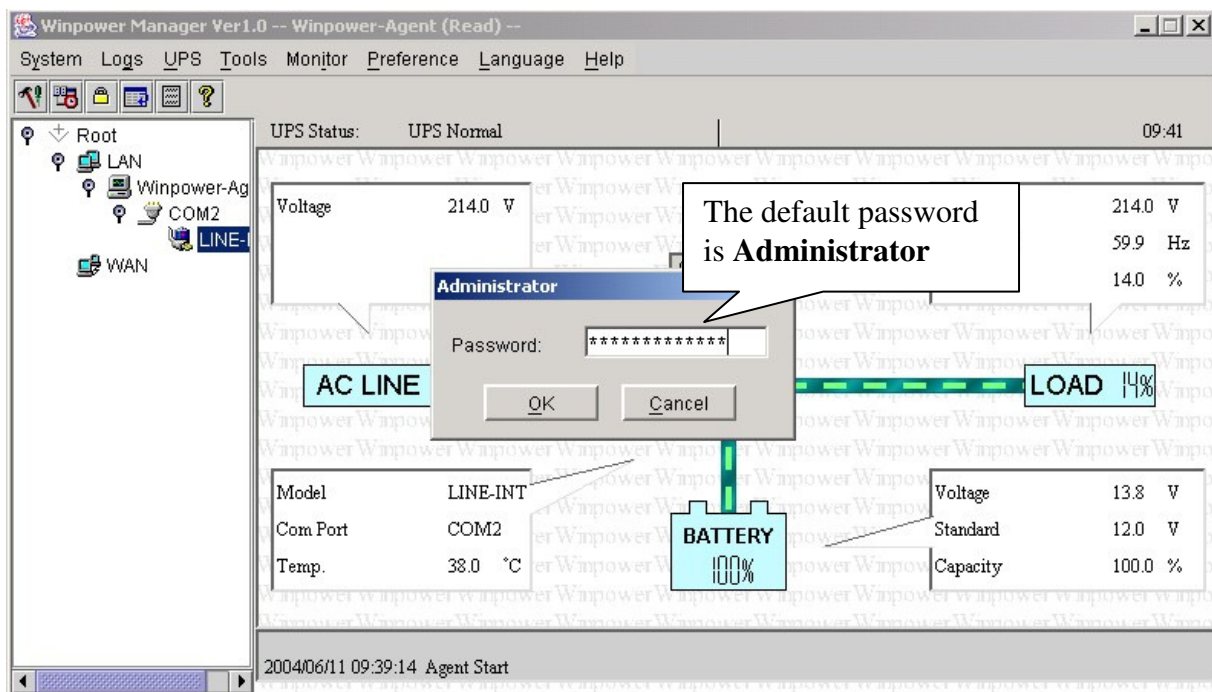 Winpower Manager Ver1.0 -- Winpower-Agent (Read) --
System Logs UPS Tools Monitor Preference Language Help
Root
LAN
Winpower-Ag
COM2
LINE-I
WAN
UPS Status: UPS Normal 09:41
Voltage 214.0 V
The default password
is Administrator
214.0 V
59.9 Hz
14.0 %
Administrator
Password: *************
OK Cancel
AC LINE
LOAD 14%
Model LINE-INT
Com Port COM2
Temp. 38.0 °C
BATTERY
100%
Voltage 13.8 V
Standard 12.0 V
Capacity 100.0 %
2004/06/11 09:39:14 Agent Start